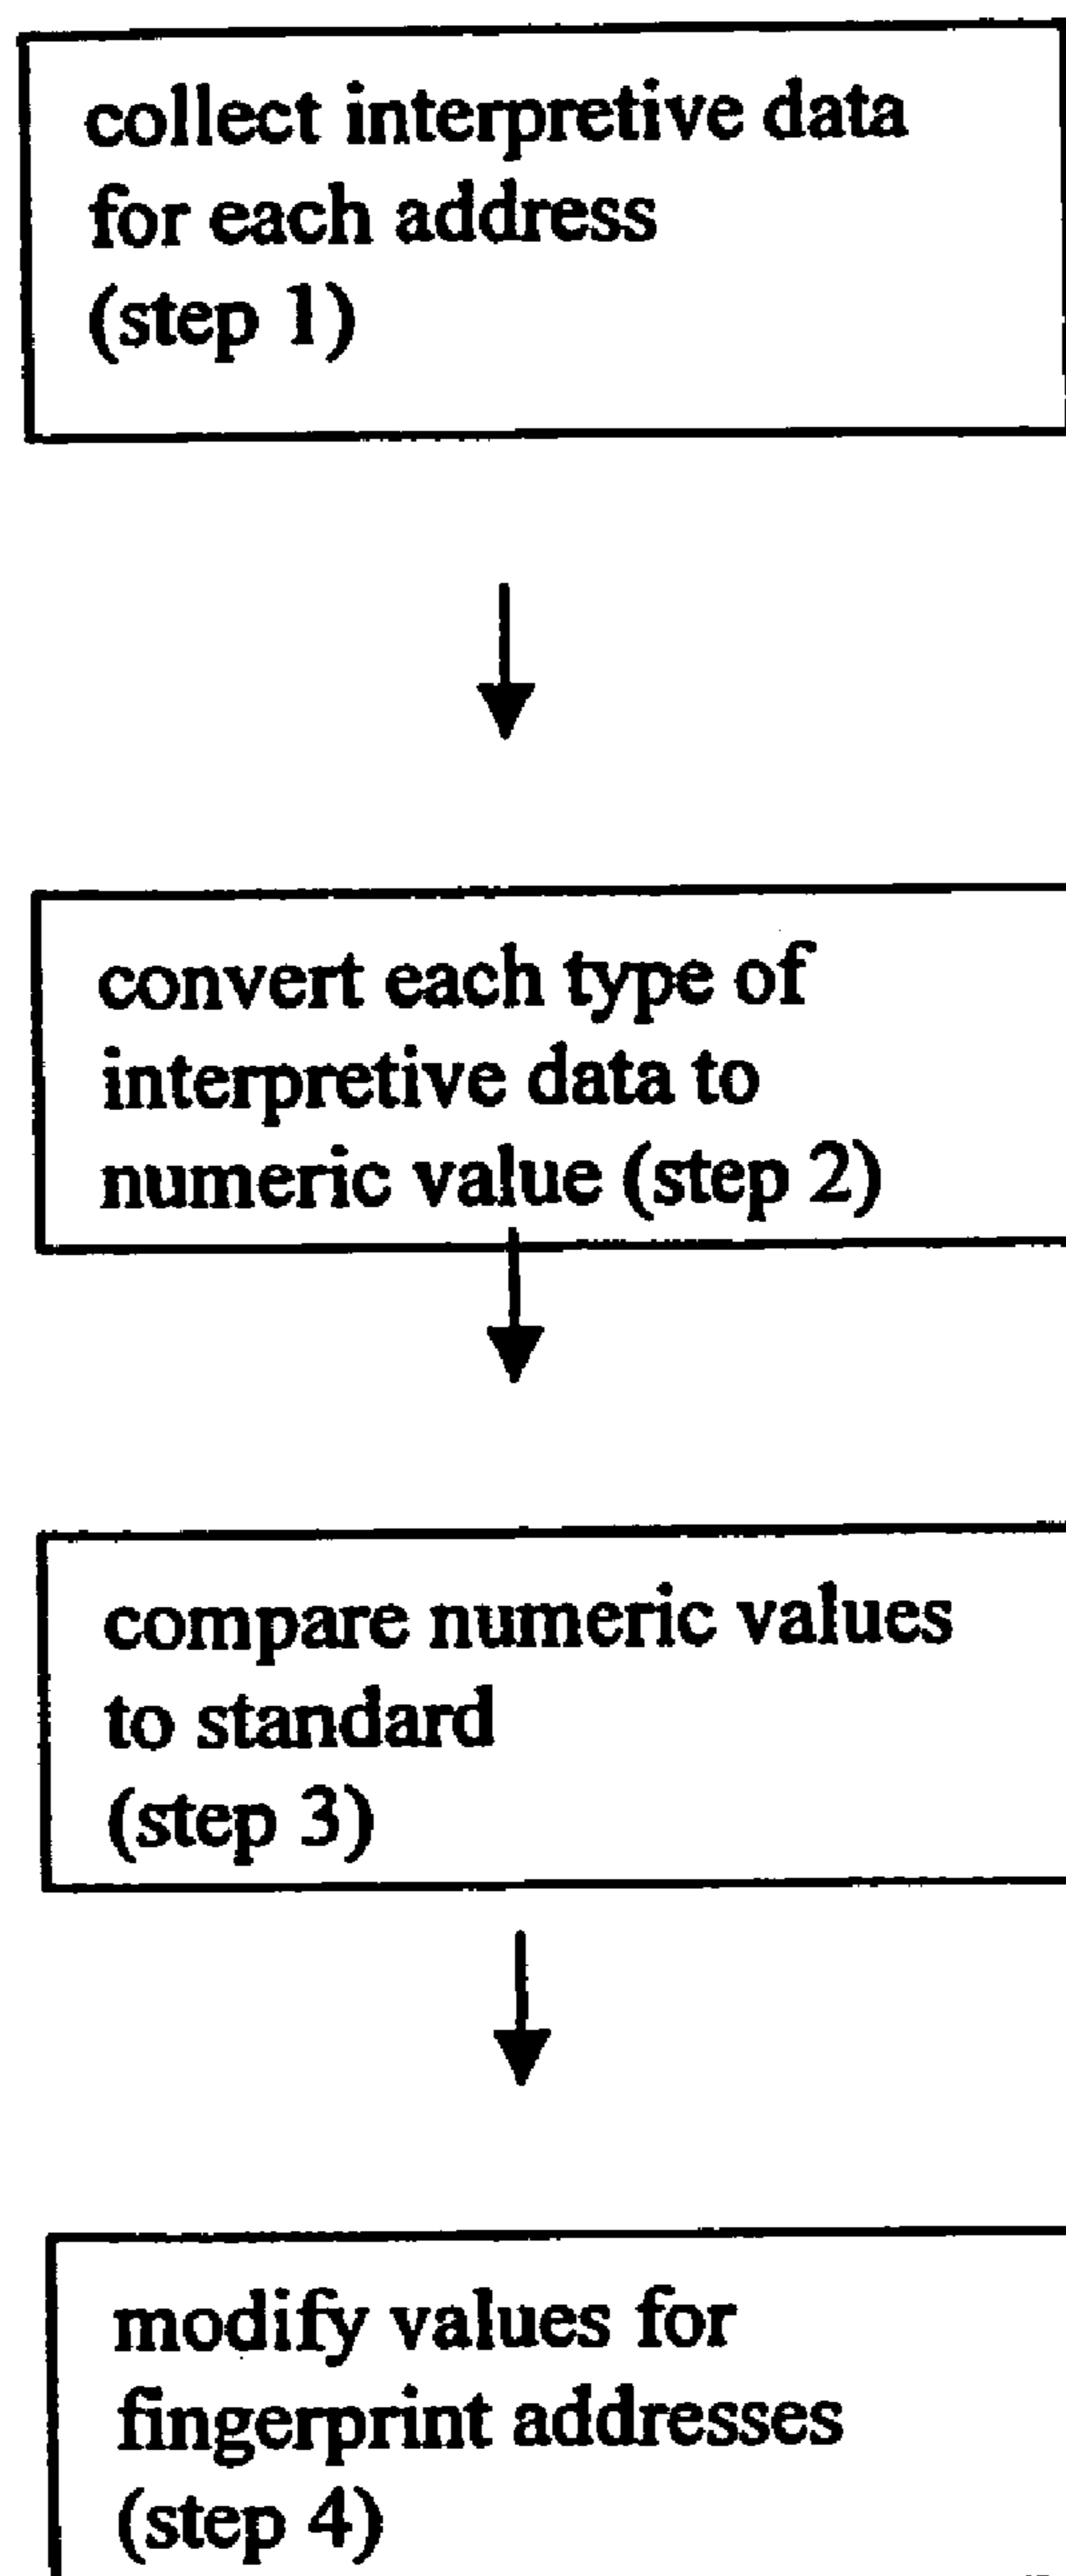 collect interpretive data
for each address
(step 1)
convert each type of
interpretive data to
numeric value (step 2)
compare numeric values
to standard
(step 3)
modify values for
fingerprint addresses
(step 4)